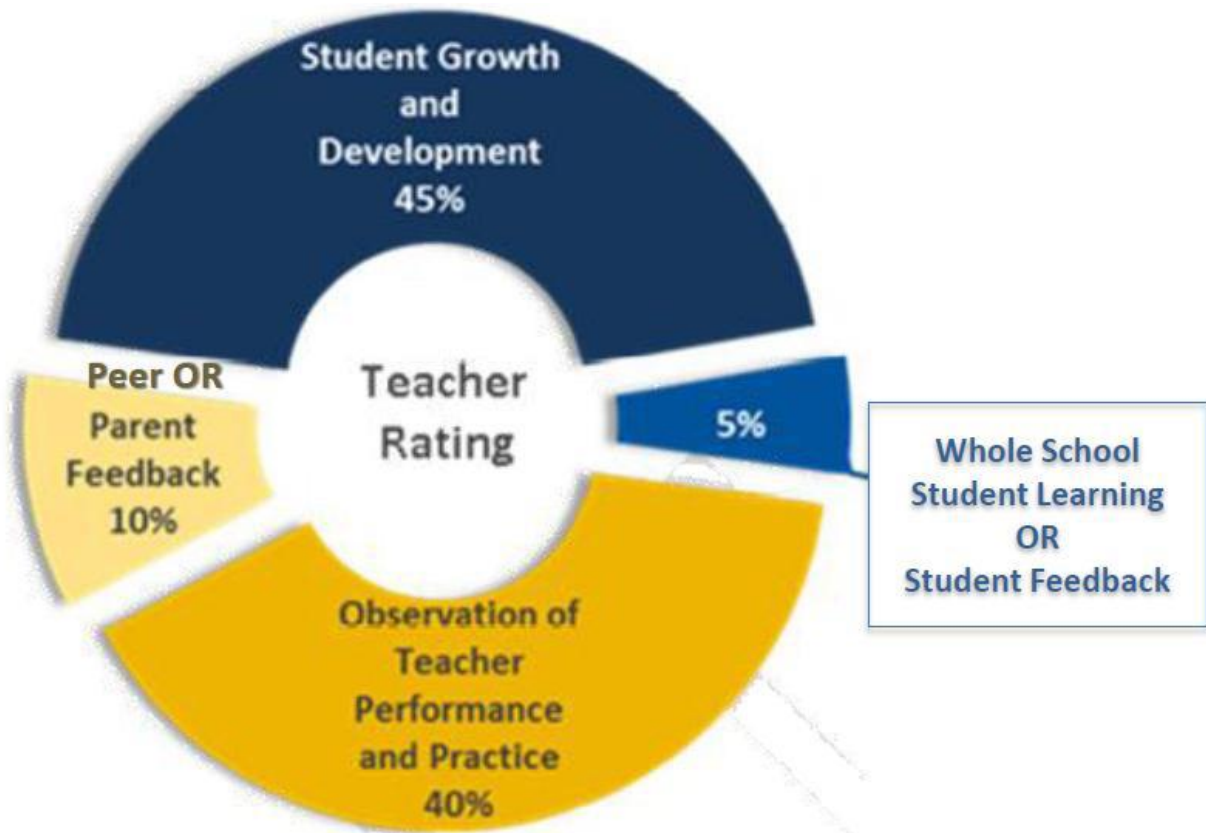 Student Growth
and
Development
45%
Peer OR
Parent
Feedback
10%
Teacher
Rating
5%
Whole School
Student Learning
OR
Student Feedback
Observation of
Teacher
Performance
and Practice
40%